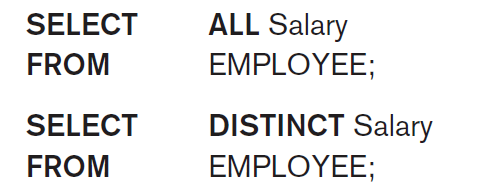 SELECT ALL Salary
FROM EMPLOYEE;
SELECT DISTINCT Salary
FROM EMPLOYEE;